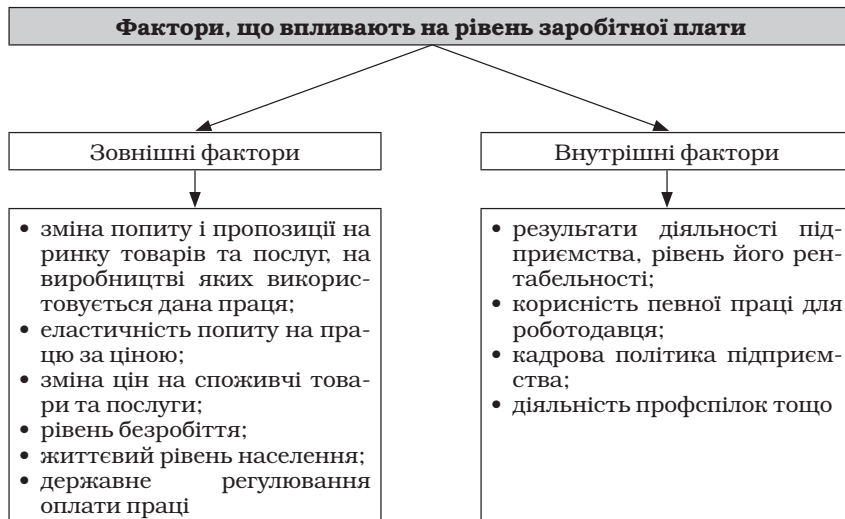 Фактори, що впливають на рівень заробітної плати
Зовнішні фактори
• зміна попиту і пропозиції на
ринку товарів та послуг, на
виробництві яких викорис-
товується дана праця;
• еластичність попиту на пра-
цю за ціною;
• зміна цін на споживчі това-
ри та послуги;
• рівень безробіття;
• життєвий рівень населення;
• державне регулювання
оплати праці
Внутрішні фактори
• результати діяльності під-
приємства, рівень його рен-
табельності;
• корисність певної праці для
роботодавця;
• кадрова політика підприєм-
ства;
• діяльність профспілок тощо